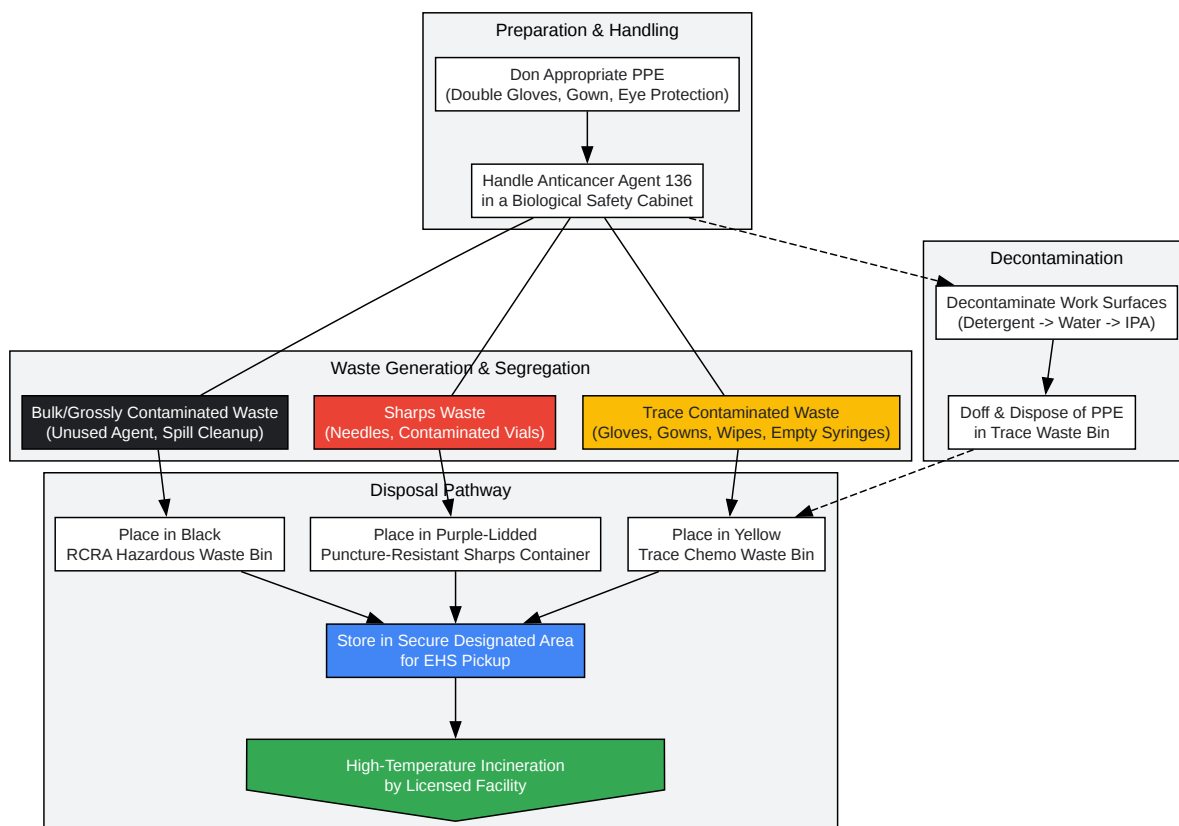 Preparation & Handling
Don Appropriate PPE
(Double Gloves, Gown, Eye Protection)
Handle Anticancer Agent 136
in a Biological Safety Cabinet
Decontamination
Decontaminate Work Surfaces
(Detergent -> Water -> IPA)
Doff & Dispose of PPE
in Trace Waste Bin
Waste Generation & Segregation
Bulk/Grossly Contaminated Waste
(Unused Agent, Spill Cleanup)
Sharps Waste
(Needles, Contaminated Vials)
Trace Contaminated Waste
(Gloves, Gowns, Wipes, Empty Syringes)
Disposal Pathway
Place in Black
RCRA Hazardous Waste Bin
Place in Purple-Lidded
Puncture-Resistant Sharps Container
Place in Yellow
Trace Chemo Waste Bin
Store in Secure Designated Area
for EHS Pickup
High-Temperature Incineration
by Licensed Facility